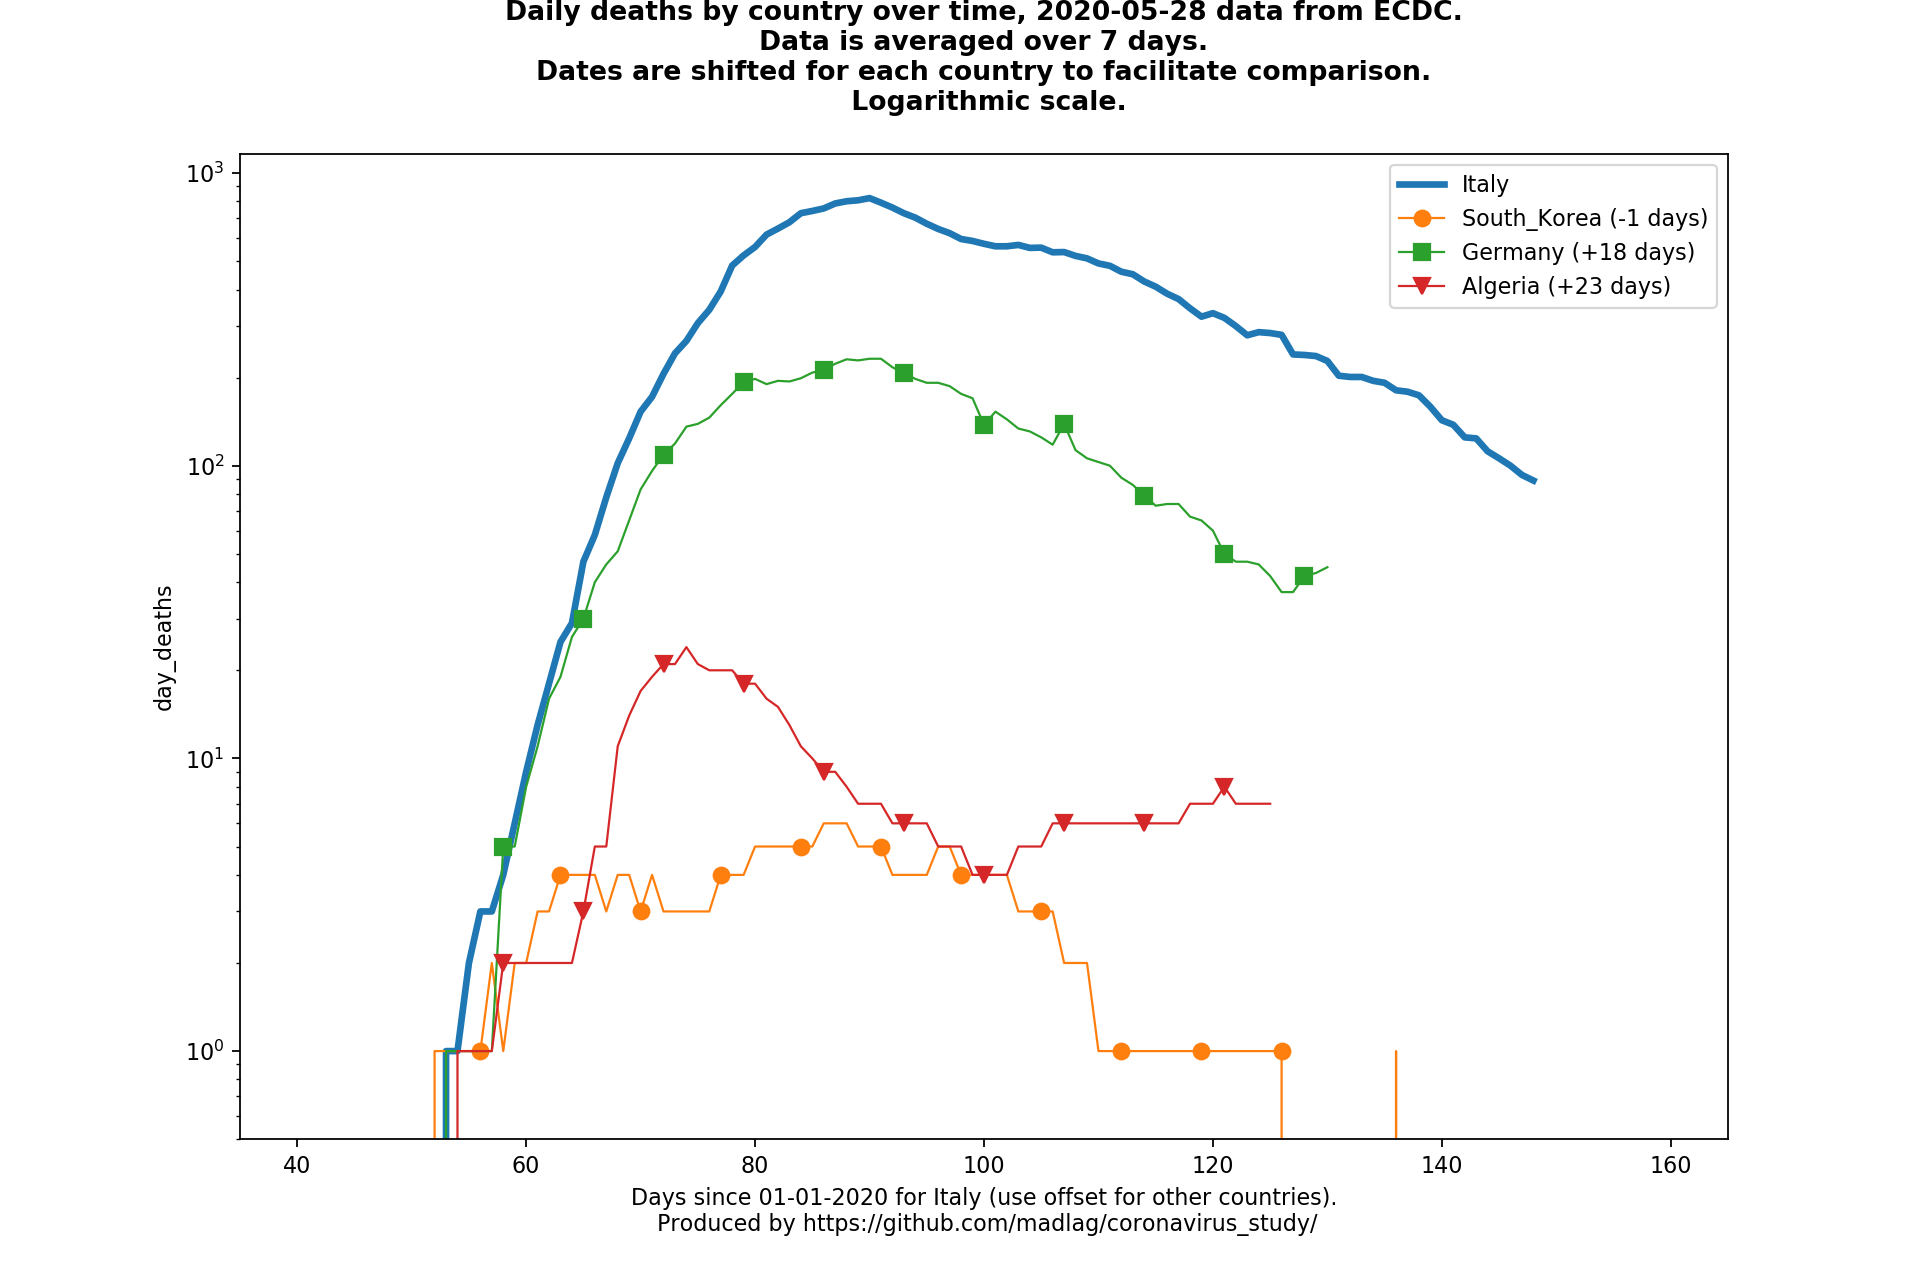 Daily deaths by country over time, 2020-05-28 data from ECDC.
Data is averaged over 7 days.
Dates are shifted for each country to facilitate comparison.
Logarithmic scale.
10³
10²
10¹
10⁰
day_deaths
Italy
South_Korea (-1 days)
Germany (+18 days)
Algeria (+23 days)
40 60 80 100 120 140 160
Days since 01-01-2020 for Italy (use offset for other countries).
Produced by https://github.com/madlag/coronavirus_study/